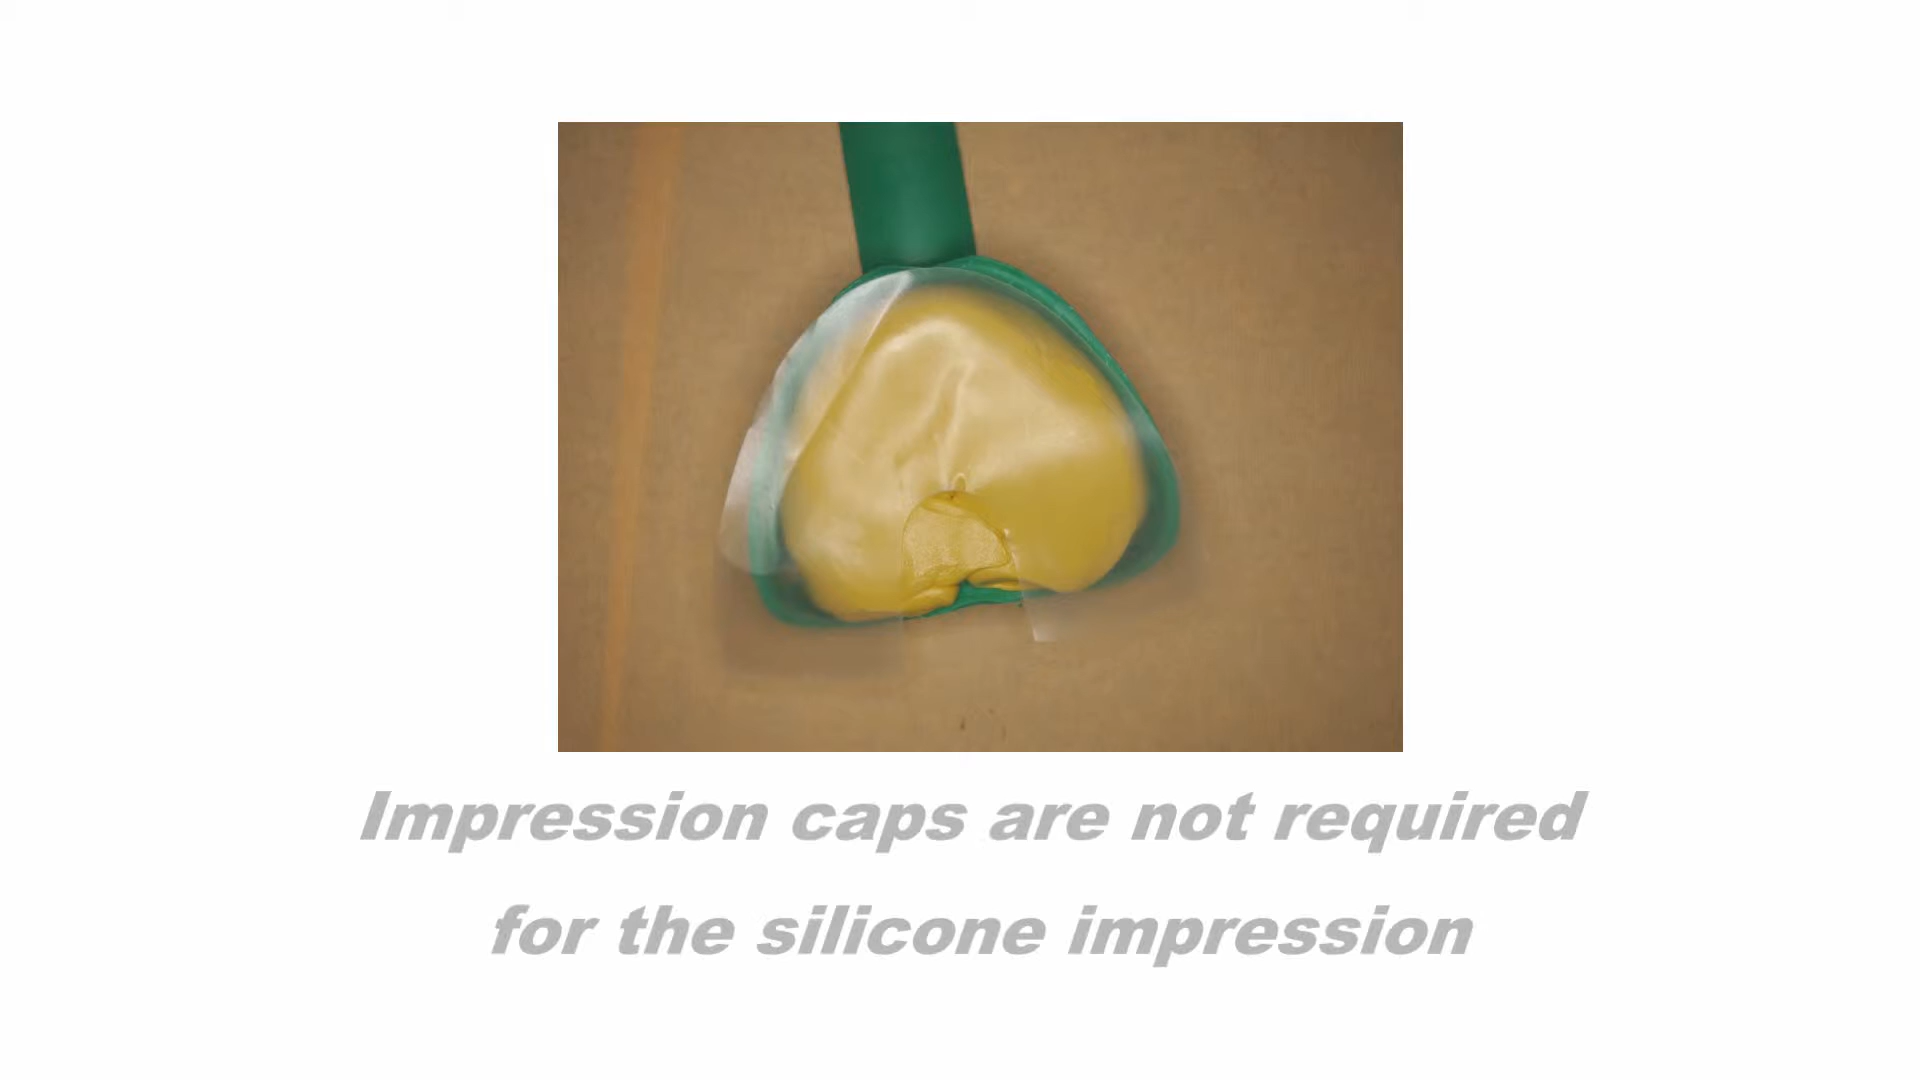 Impression caps are not required
for the silicone impression